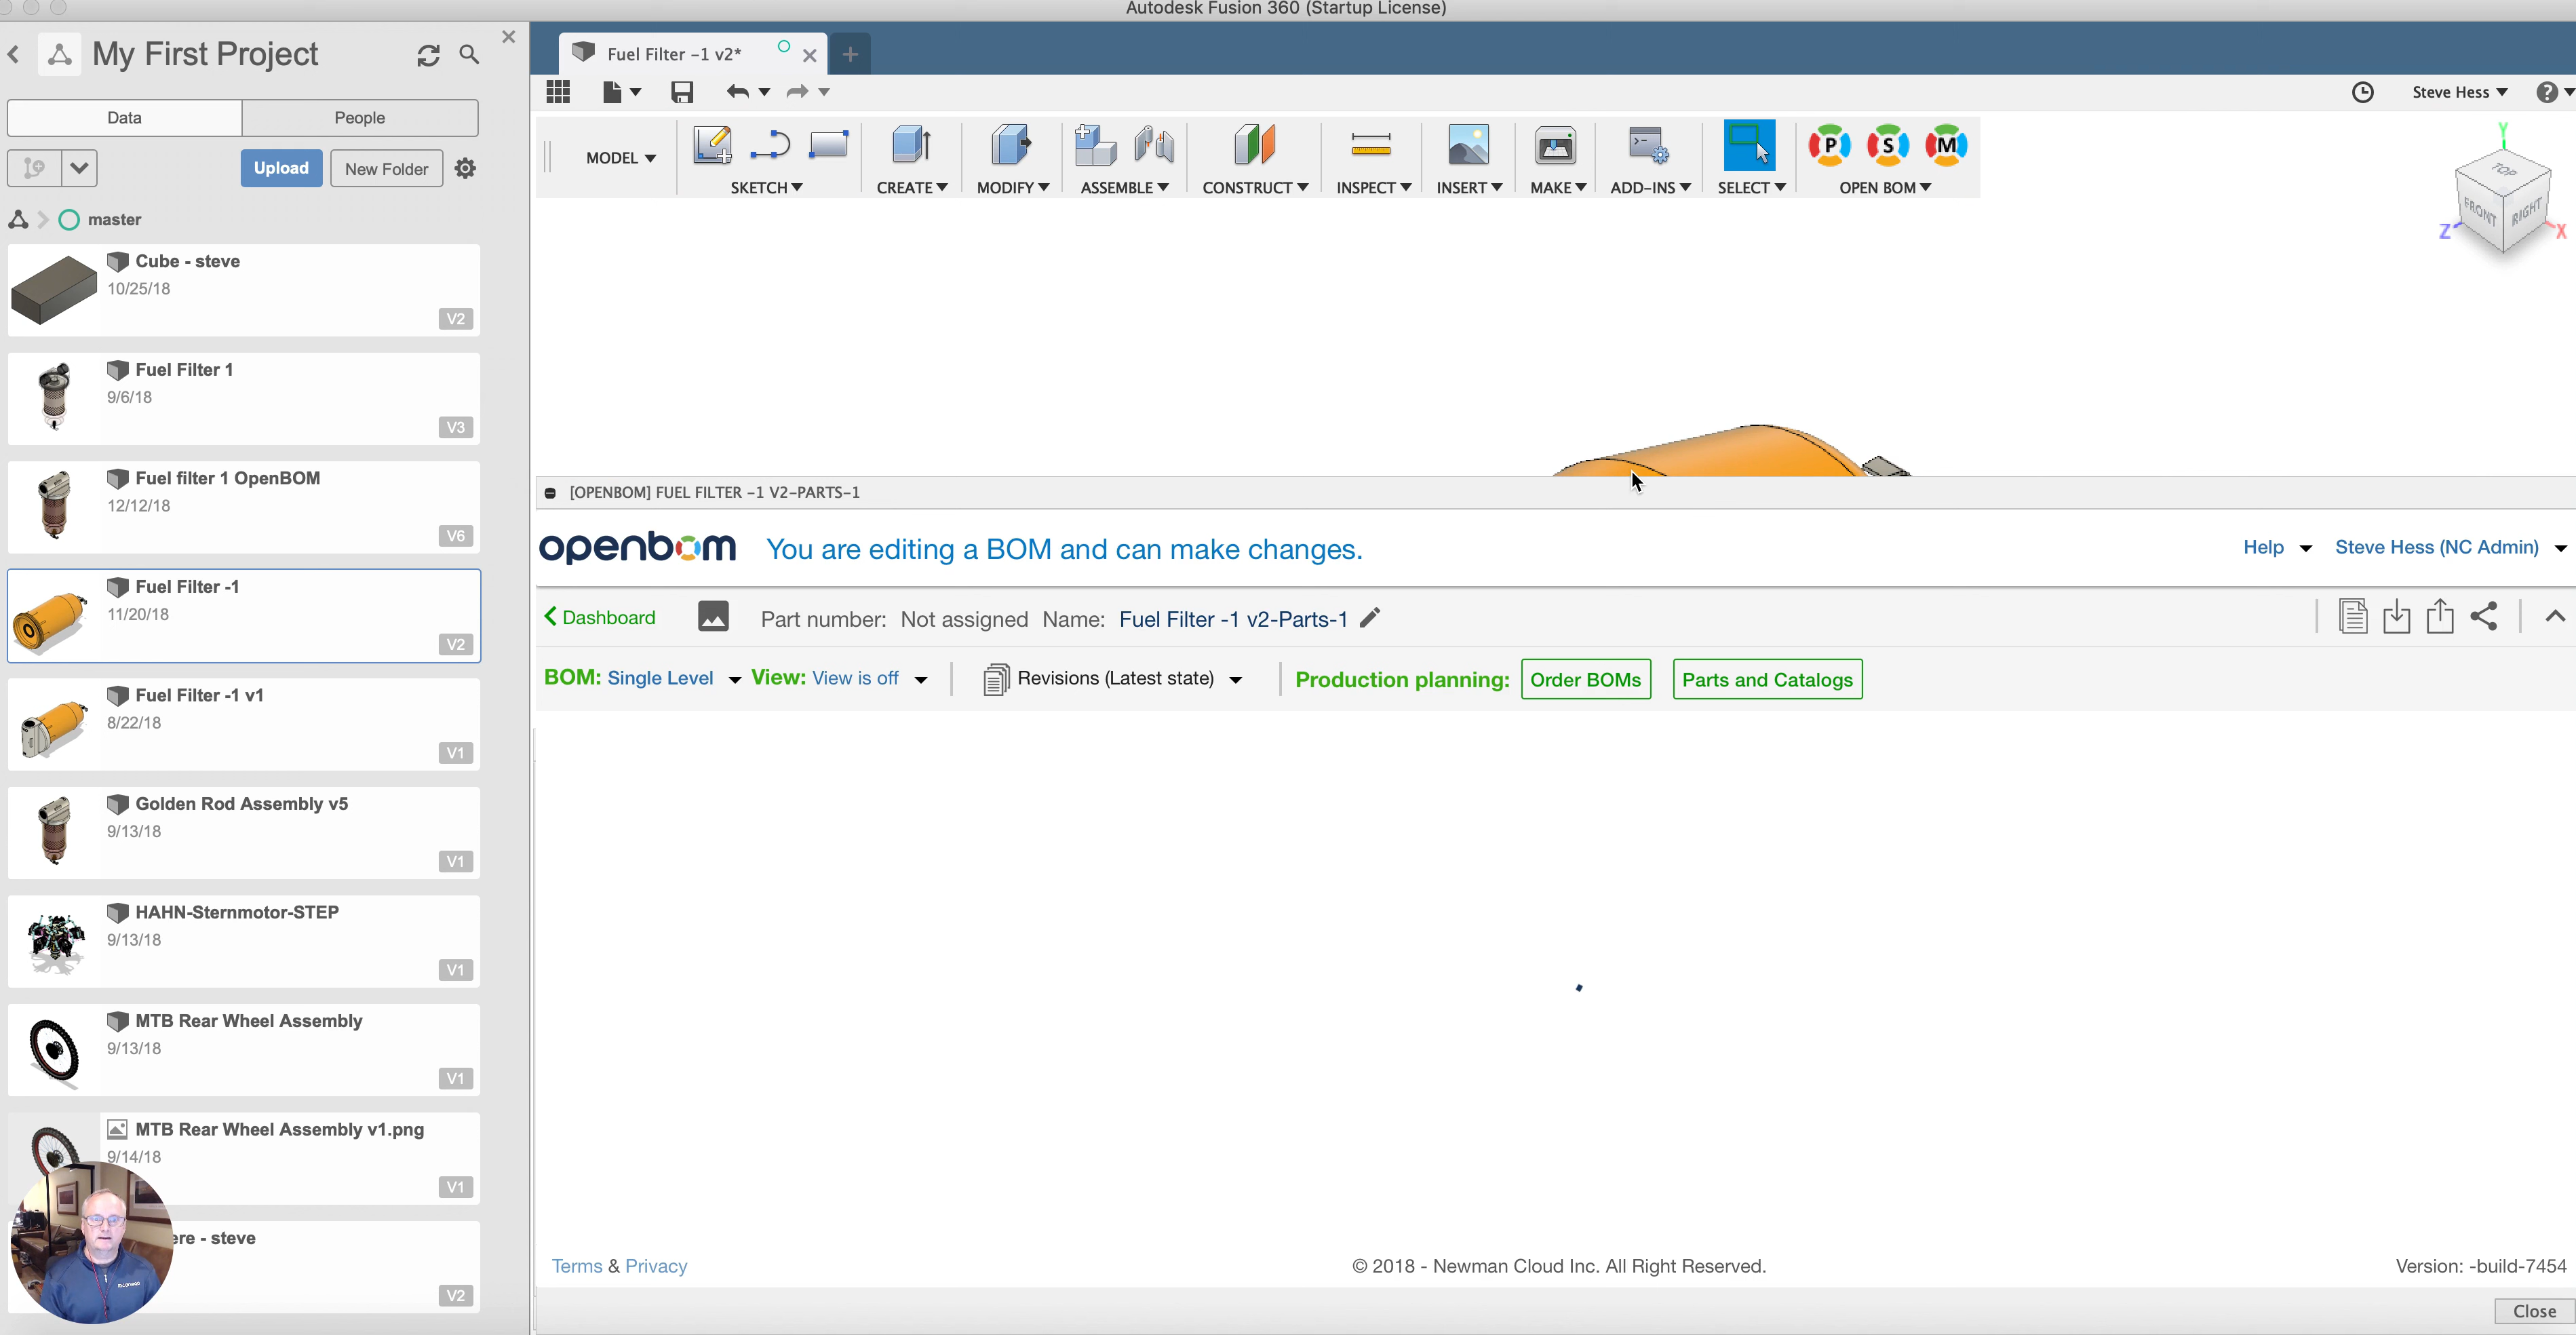 Autodesk Fusion 360 (Startup License)
My First Project
Data
People
Upload
New Folder
master
Cube - steve
10/25/18
V2
Fuel Filter 1
9/6/18
V3
Fuel filter 1 OpenBOM
12/12/18
V6
Fuel Filter -1
11/20/18
V2
Fuel Filter -1 v1
8/22/18
V1
Golden Rod Assembly v5
9/13/18
V1
HAHN-Sternmotor-STEP
9/13/18
V1
MTB Rear Wheel Assembly
9/13/18
V1
MTB Rear Wheel Assembly v1.png
9/14/18
V1
ere - steve
V2
Fuel Filter -1 v2*
Steve Hess
?
MODEL
SKETCH
CREATE
MODIFY
ASSEMBLE
CONSTRUCT
INSPECT
INSERT
MAKE
ADD-INS
SELECT
P S M
OPEN BOM
Y
TOP
FRONT
RIGHT
Z
X
[OPENBOM] FUEL FILTER -1 V2-PARTS-1
openbom
You are editing a BOM and can make changes.
Help
Steve Hess (NC Admin)
Dashboard
Part number: Not assigned Name: Fuel Filter -1 v2-Parts-1
BOM: Single Level View: View is off
Revisions (Latest state)
Production planning: Order BOMs Parts and Catalogs
Terms & Privacy
© 2018 - Newman Cloud Inc. All Right Reserved.
Version: -build-7454
Close